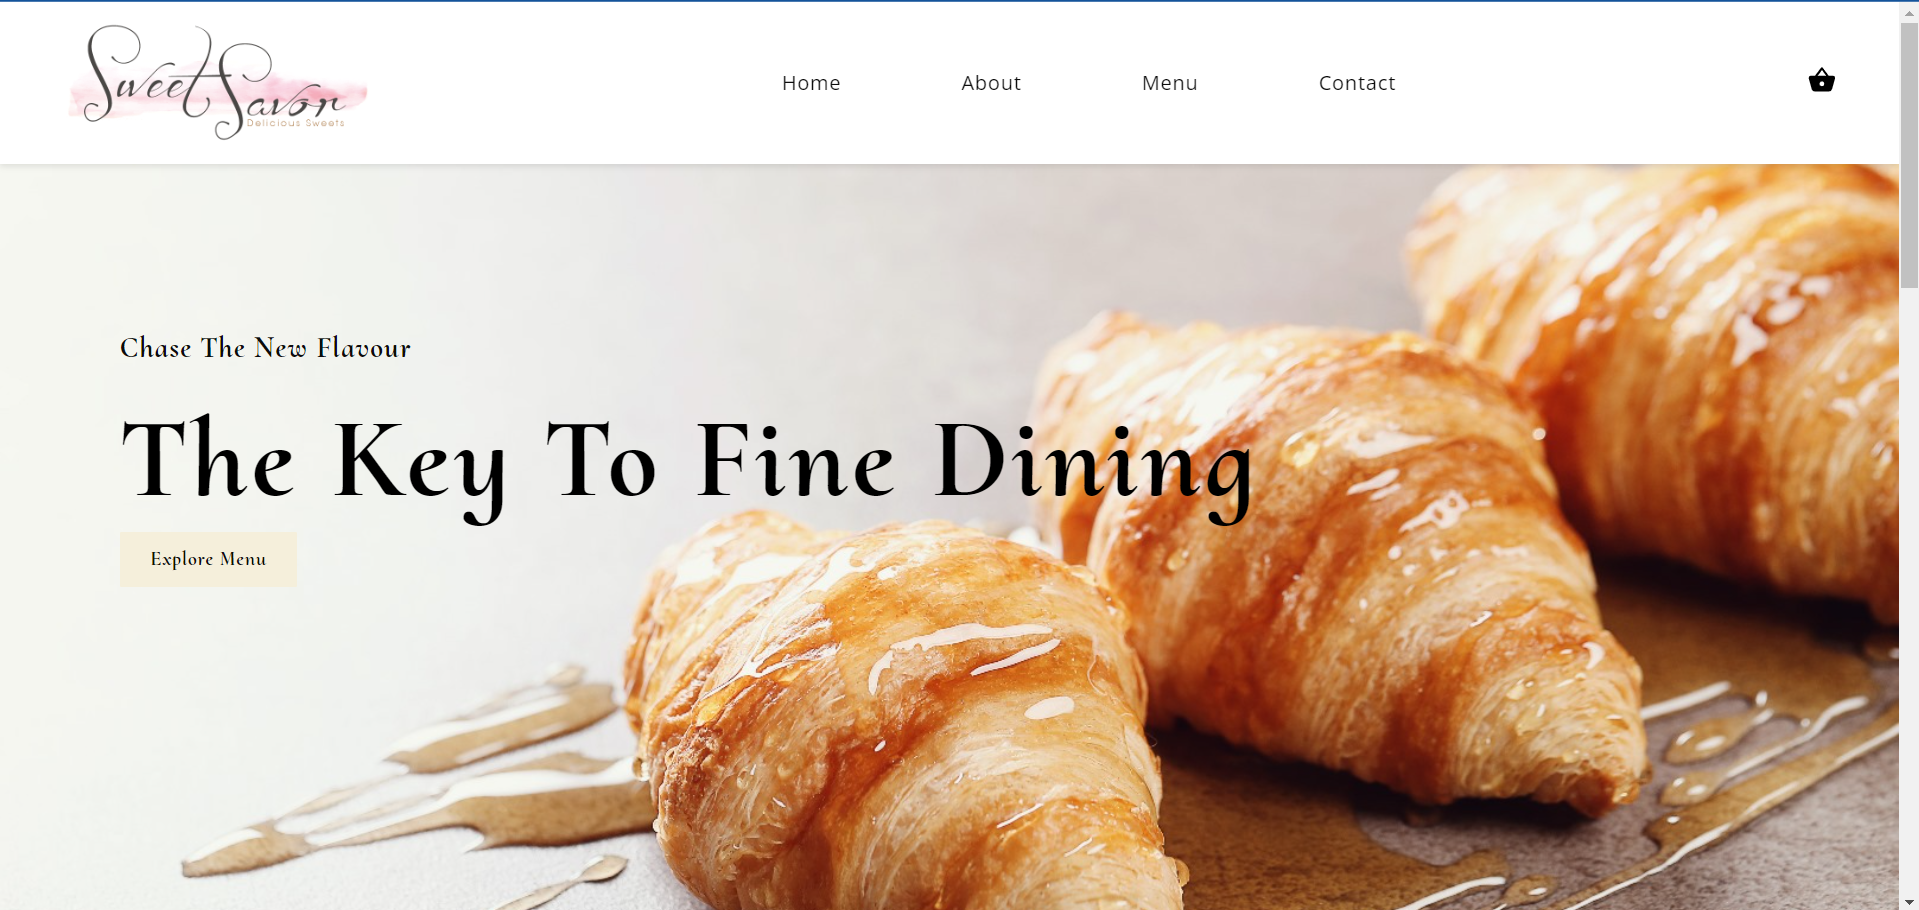 Sweet Savor
Delicious Sweets
Home
About
Menu
Contact
Chase The New Flavour
The Key To Fine Dining
Explore Menu